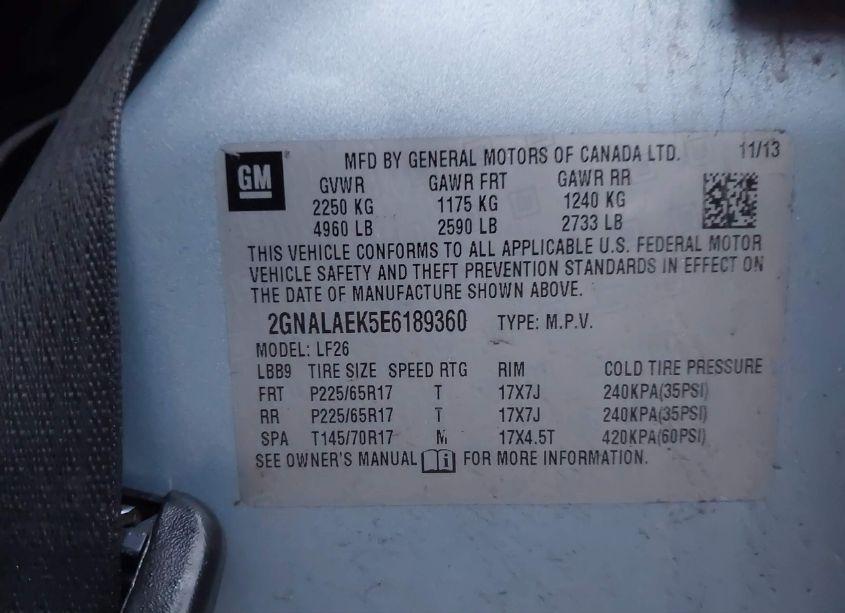 GM
MFD BY GENERAL MOTORS OF CANADA LTD. 11/13
GVWR GAWR FRT GAWR RR
2250 KG 1175 KG 1240 KG
4960 LB 2590 LB 2733 LB
THIS VEHICLE CONFORMS TO ALL APPLICABLE U.S. FEDERAL MOTOR
VEHICLE SAFETY AND THEFT PREVENTION STANDARDS IN EFFECT ON
THE DATE OF MANUFACTURE SHOWN ABOVE.
2GNALAEK5E6189360 TYPE: M.P.V.
MODEL: LF26
LBB9 TIRE SIZE SPEED RTG RIM COLD TIRE PRESSURE
FRT P225/65R17 T 17X7J 240KPA(35PSI)
RR P225/65R17 T 17X7J 240KPA(35PSI)
SPA T145/70R17 M 17X4.5T 420KPA(60PSI)
SEE OWNER'S MANUAL FOR MORE INFORMATION.